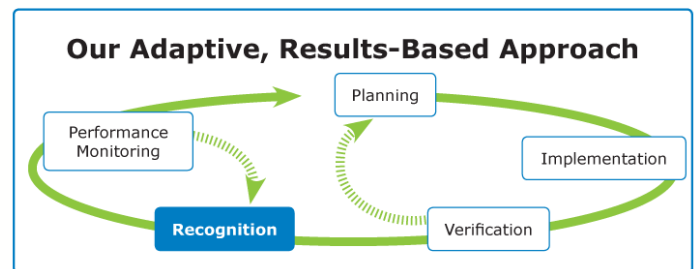 Our Adaptive, Results-Based Approach
Planning
Performance
Monitoring
Implementation
Recognition
Verification